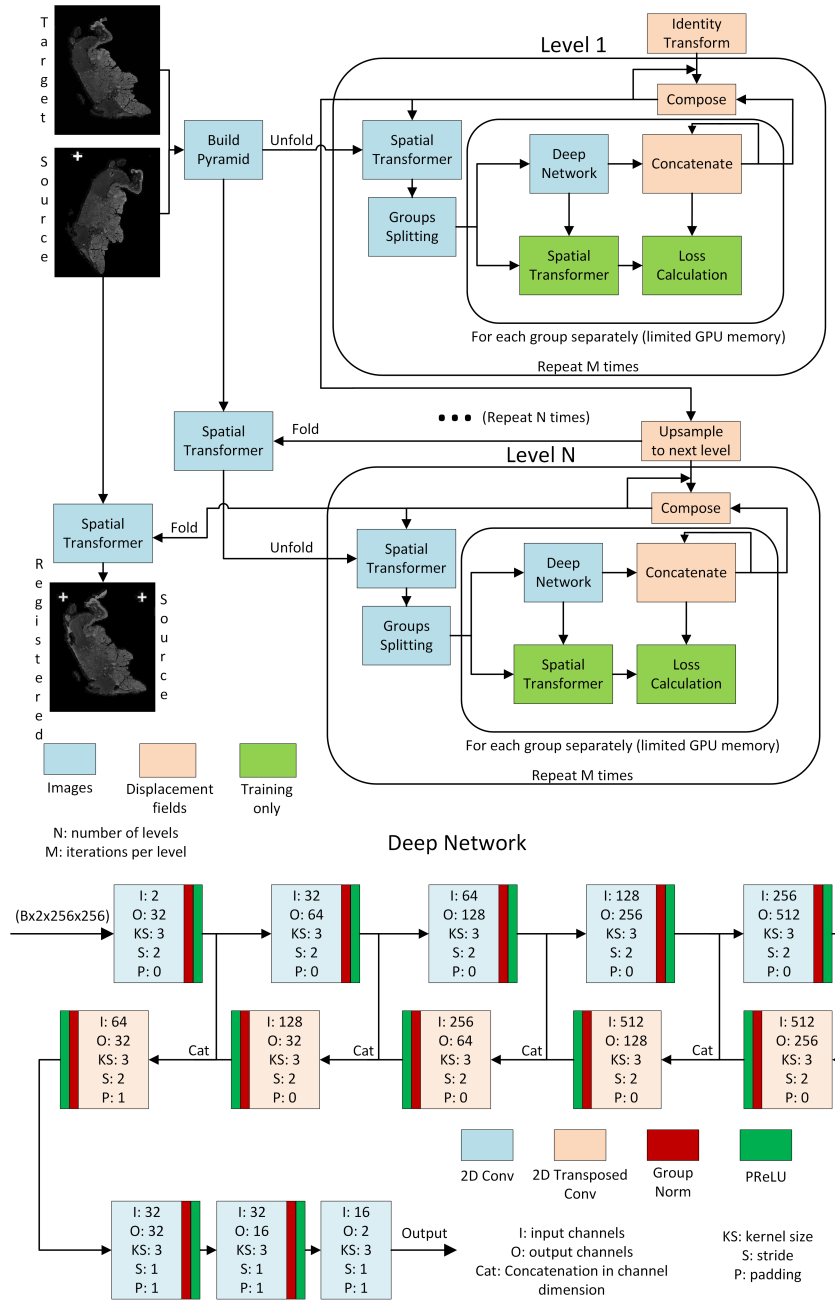 Target
Source
Build
Pyramid
Unfold
Level 1
Identity
Transform
Compose
Spatial
Transformer
Groups
Splitting
Deep
Network
Concatenate
Spatial
Transformer
Loss
Calculation
For each group separately (limited GPU memory)
Repeat M times
(Repeat N times)
Upsample
to next level
Fold
Spatial
Transformer
Level N
Compose
Spatial
Transformer
Fold
Unfold
Spatial
Transformer
Groups
Splitting
Deep
Network
Concatenate
Spatial
Transformer
Loss
Calculation
For each group separately (limited GPU memory)
Repeat M times
Registered
Source
Images
Displacement
fields
Training
only
N: number of levels
M: iterations per level
Deep Network
(Bx2x256x256)
I: 2
O: 32
KS: 3
S: 2
P: 0
I: 32
O: 64
KS: 3
S: 2
P: 0
I: 64
O: 128
KS: 3
S: 2
P: 0
I: 128
O: 256
KS: 3
S: 2
P: 0
I: 256
O: 512
KS: 3
S: 2
P: 0
I: 64
O: 32
KS: 3
S: 2
P: 1
Cat
I: 128
O: 32
KS: 3
S: 2
P: 0
Cat
I: 256
O: 64
KS: 3
S: 2
P: 0
Cat
I: 512
O: 128
KS: 3
S: 2
P: 0
Cat
I: 512
O: 256
KS: 3
S: 2
P: 0
2D Conv
2D Transposed
Conv
Group
Norm
PReLU
I: 32
O: 32
KS: 3
S: 1
P: 1
I: 32
O: 16
KS: 3
S: 1
P: 1
I: 16
O: 2
KS: 3
S: 1
P: 1
Output
I: input channels
O: output channels
Cat: Concatenation in channel
dimension
KS: kernel size
S: stride
P: padding